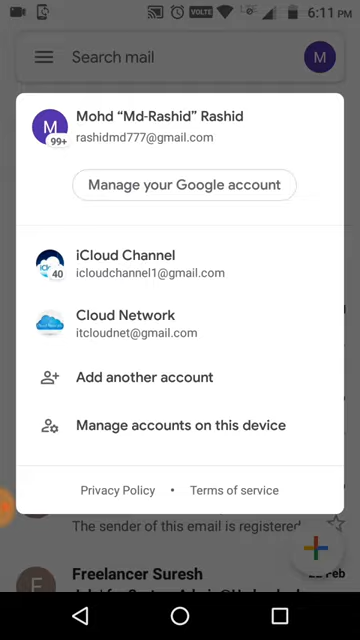 VOLTE
LTE
6:11 PM
Search mail
M
M
Mohd “Md-Rashid” Rashid
99+
rashidmd777@gmail.com
Manage your Google account
iCloud Channel
40
icloudchannel1@gmail.com
Cloud Network
itcloudnet@gmail.com
Add another account
Manage accounts on this device
Privacy Policy • Terms of service
The sender of this email is registered
Freelancer Suresh
Feb
F